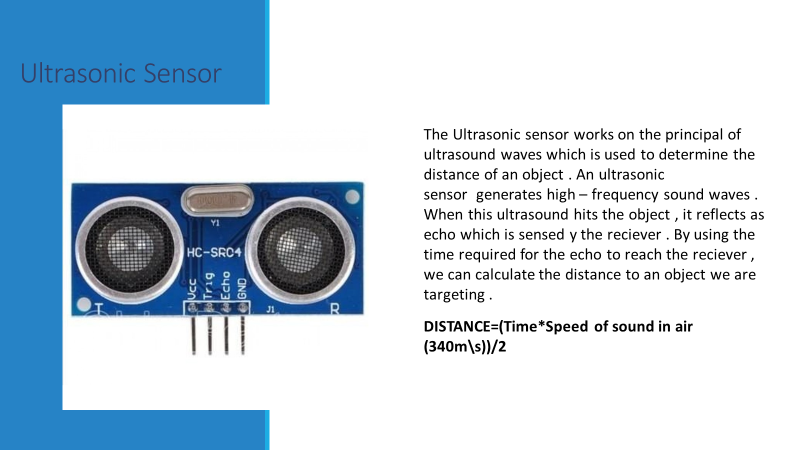 Ultrasonic Sensor
Y1
HC-SR04
Vcc
Trig
Echo
GND
J1
T
R
The Ultrasonic sensor works on the principal of
ultrasound waves which is used to determine the
distance of an object . An ultrasonic
sensor  generates high – frequency sound waves .
When this ultrasound hits the object , it reflects as
echo which is sensed y the reciever . By using the
time required for the echo to reach the reciever ,
we can calculate the distance to an object we are
targeting .
DISTANCE=(Time*Speed of sound in air
(340m\s))/2